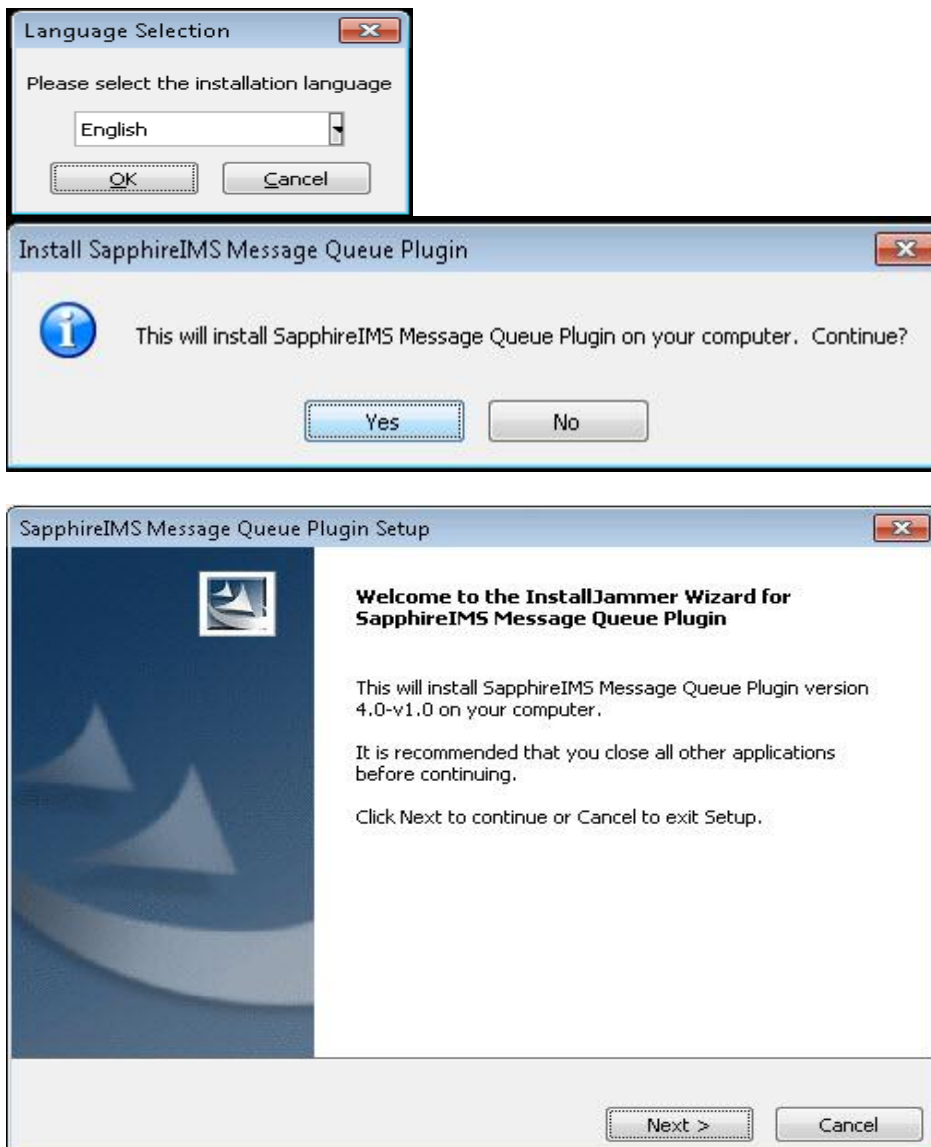 Language Selection
Please select the installation language
English
OK
Cancel
Install SapphireIMS Message Queue Plugin
This will install SapphireIMS Message Queue Plugin on your computer. Continue?
Yes
No
SapphireIMS Message Queue Plugin Setup
Welcome to the InstallJammer Wizard for
SapphireIMS Message Queue Plugin
This will install SapphireIMS Message Queue Plugin version
4.0-v1.0 on your computer.
It is recommended that you close all other applications
before continuing.
Click Next to continue or Cancel to exit Setup.
Next >
Cancel